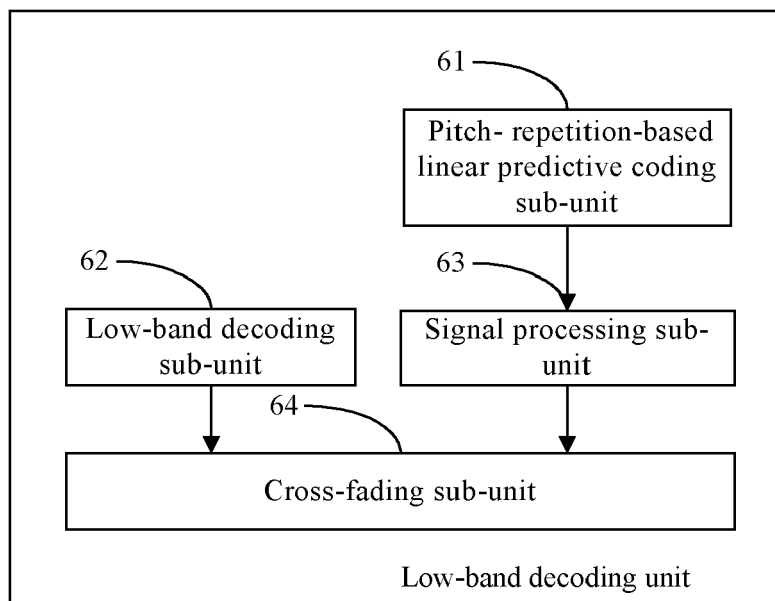 61
Pitch- repetition-based
linear predictive coding
sub-unit
62
63
Low-band decoding
sub-unit
Signal processing sub-
unit
64
Cross-fading sub-unit
Low-band decoding unit